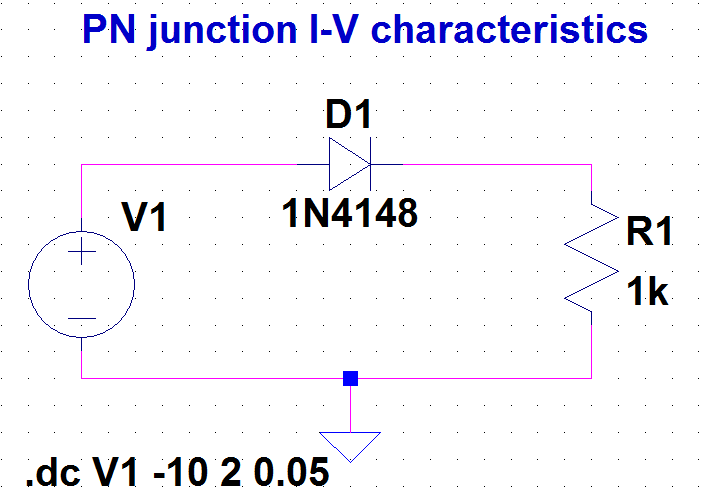 PN junction I-V characteristics
D1
1N4148
V1
R1
1k
.dc V1 -10 2 0.05